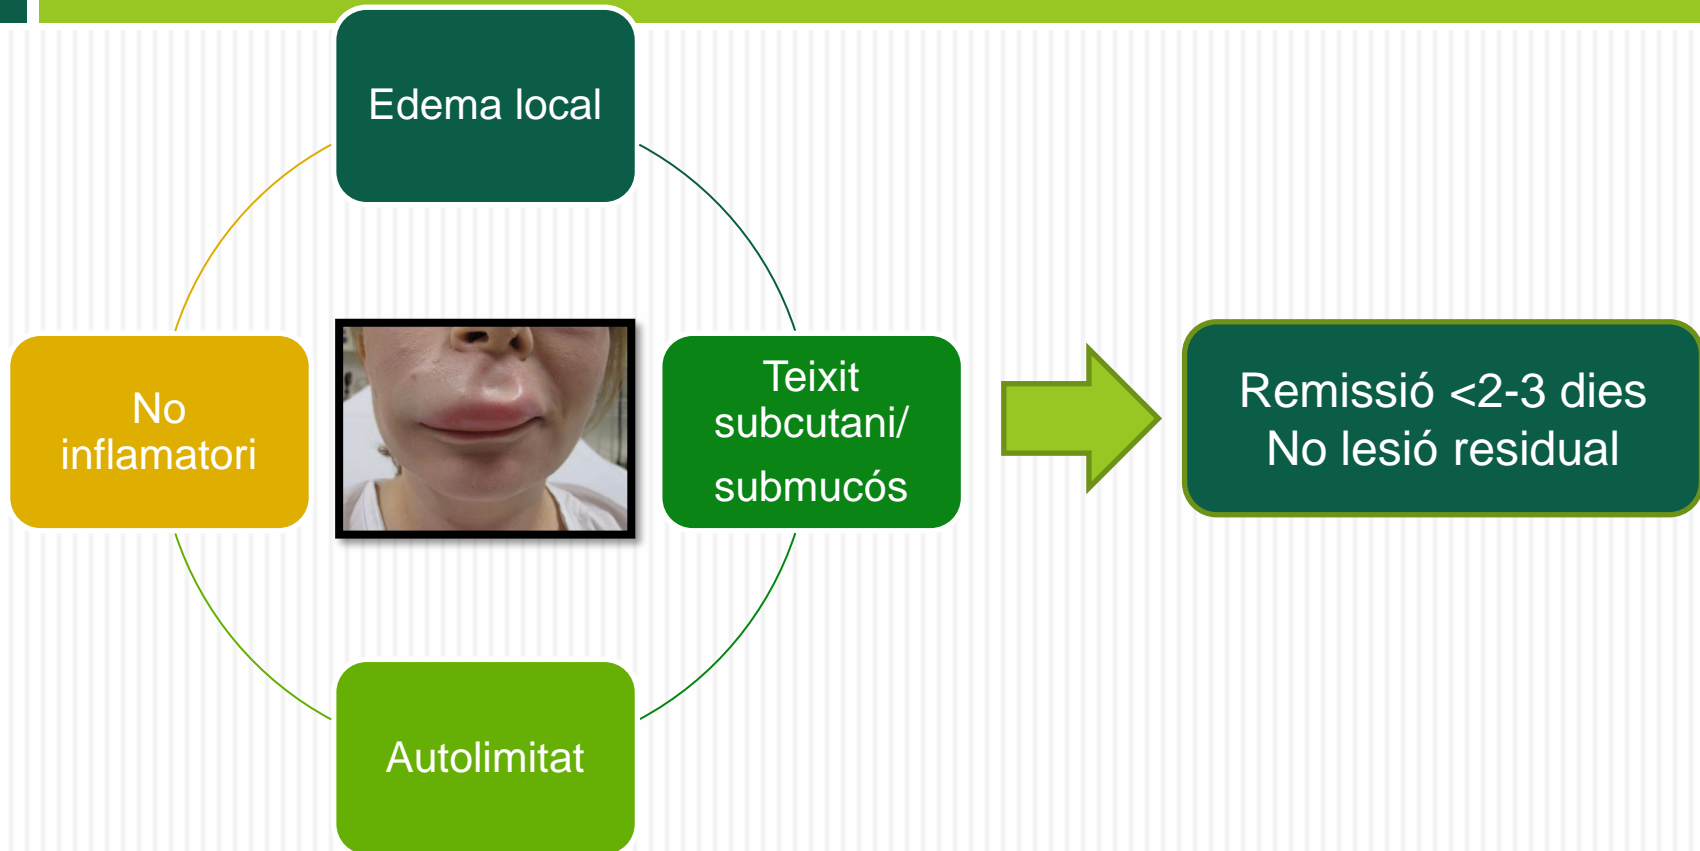 Edema local
Teixit
subcutani/
submucós
Autolimitat
No
inflamatori
Remissió <2-3 dies
No lesió residual